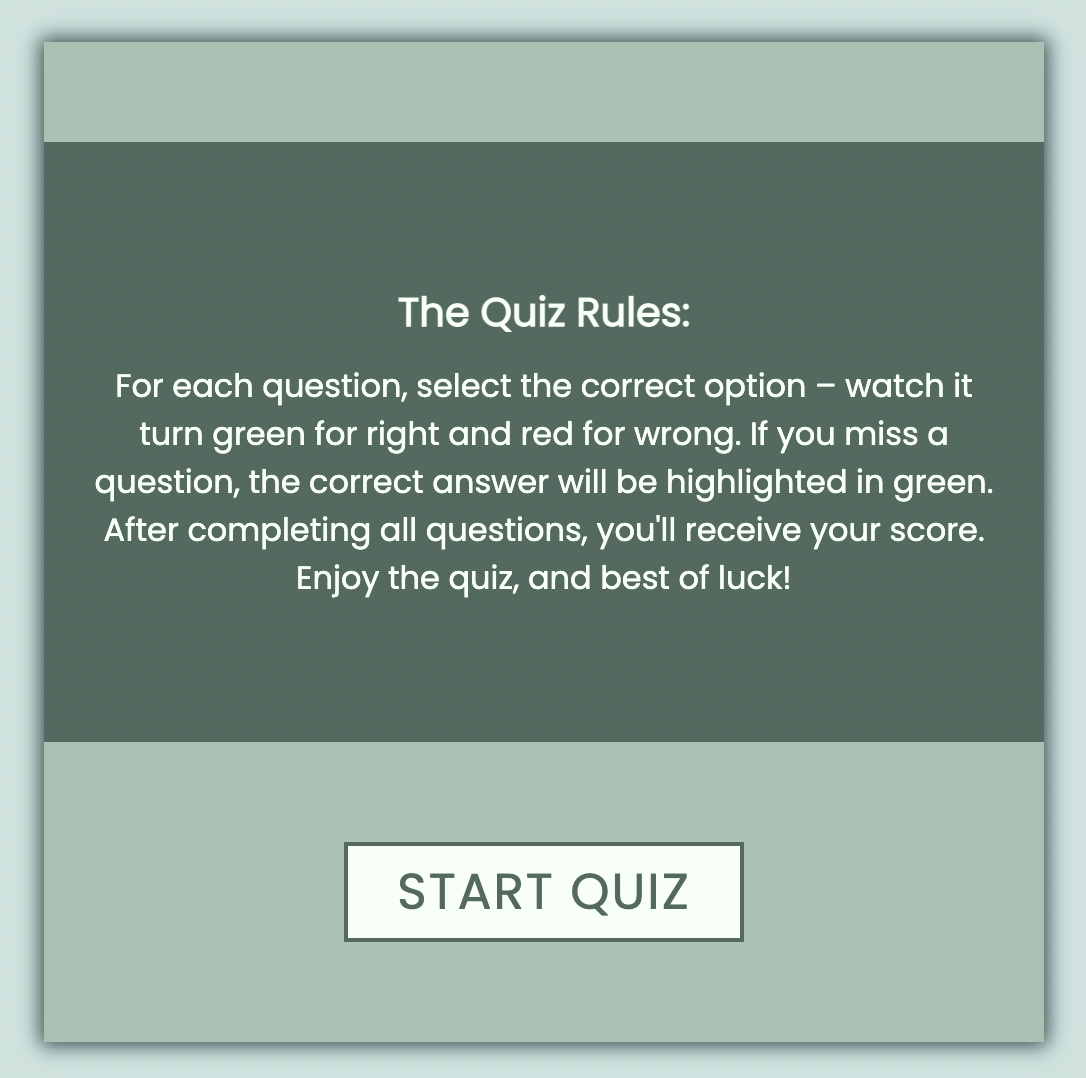 The Quiz Rules:
For each question, select the correct option – watch it
turn green for right and red for wrong. If you miss a
question, the correct answer will be highlighted in green.
After completing all questions, you'll receive your score.
Enjoy the quiz, and best of luck!
START QUIZ